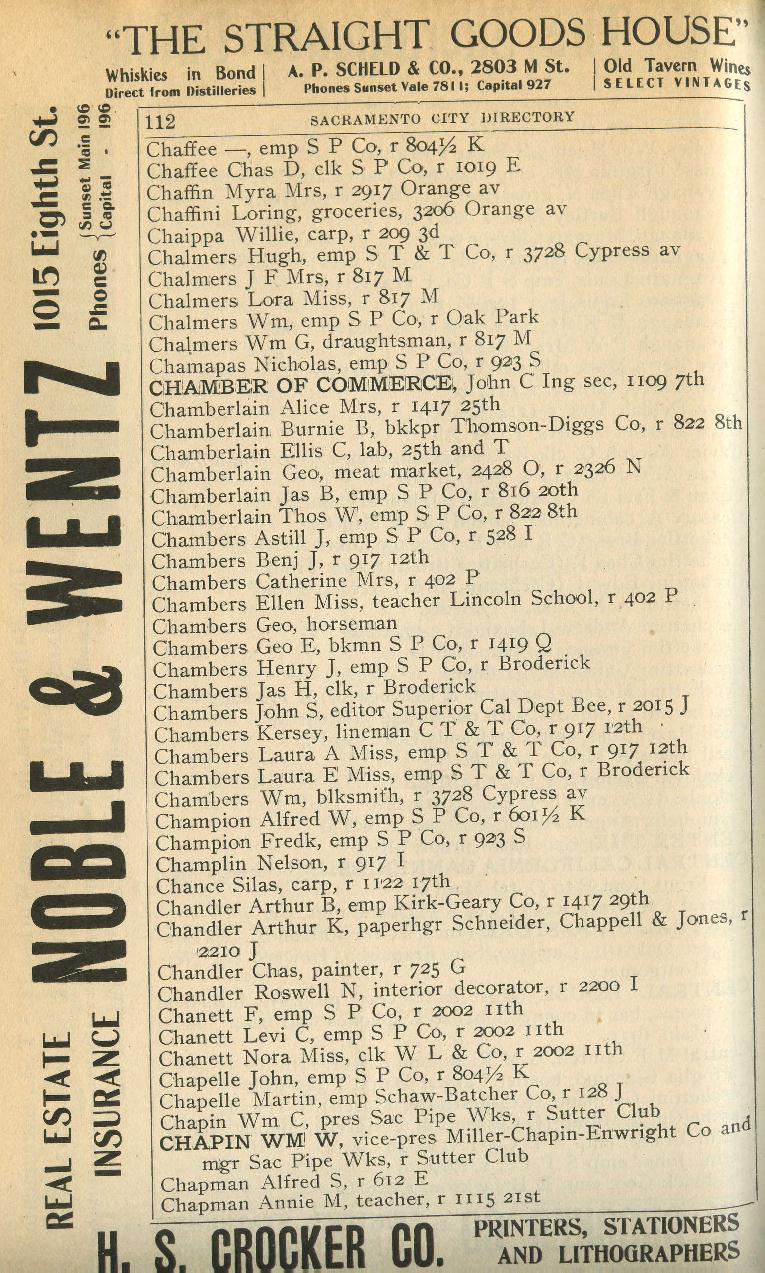 "THE STRAIGHT GOODS HOUSE"
Whiskies in Bond
Direct from Distilleries
A. P. SCHELD & CO., 2803 M St.
Phones Sunset Vale 7811; Capital 927
Old Tavern Wines
SELECT VINTAGES
112 SACRAMENTO CITY DIRECTORY
Chaffee —, emp S P Co, r 804½ K
Chaffee Chas D, clk S P Co, r 1019 E
Chaffin Myra Mrs, r 2917 Orange av
Chaffini Loring, groceries, 3206 Orange av
Chaippa Willie, carp, r 209 3d
Chalmers Hugh, emp S T & T Co, r 3728 Cypress av
Chalmers J F Mrs, r 817 M
Chalmers Lora Miss, r 817 M
Chalmers Wm, emp S P Co, r Oak Park
Chalmers Wm G, draughtsman, r 817 M
Chamapas Nicholas, emp S P Co, r 923 S
CHAMBER OF COMMERCE, John C Ing sec, 1109 7th
Chamberlain Alice Mrs, r 1417 25th
Chamberlain Burnie B, bkkpr Thomson-Diggs Co, r 822 8th
Chamberlain Ellis C, lab, 25th and T
Chamberlain Geo, meat market, 2428 O, r 2326 N
Chamberlain Jas B, emp S P Co, r 816 20th
Chamberlain Thos W, emp S P Co, r 822 8th
Chambers Astill J, emp S P Co, r 528 I
Chambers Benj J, r 917 12th
Chambers Catherine Mrs, r 402 P
Chambers Ellen Miss, teacher Lincoln School, r 402 P
Chambers Geo, horseman
Chambers Geo E, bkmn S P Co, r 1419 Q
Chambers Henry J, emp S P Co, r Broderick
Chambers Jas H, clk, r Broderick
Chambers John S, editor Superior Cal Dept Bee, r 2015 J
Chambers Kersey, lineman C T & T Co, r 917 12th
Chambers Laura A Miss, emp S T & T Co, r 917 12th
Chambers Laura E Miss, emp S T & T Co, r Broderick
Chambers Wm, blksmith, r 3728 Cypress av
Champion Alfred W, emp S P Co, r 601½ K
Champion Fredk, emp S P Co, r 923 S
Champlin Nelson, r 917 I
Chance Silas, carp, r 1122 17th
Chandler Arthur B, emp Kirk-Geary Co, r 1417 29th
Chandler Arthur K, paperhgr Schneider, Chappell & Jones, r
2210 J
Chandler Chas, painter, r 725 G
Chandler Roswell N, interior decorator, r 2200 I
Chanett F, emp S P Co, r 2002 11th
Chanett Levi C, emp S P Co, r 2002 11th
Chanett Nora Miss, clk W L & Co, r 2002 11th
Chapelle John, emp S P Co, r 804½ K
Chapelle Martin, emp Schaw-Batcher Co, r 128 J
Chapin Wm C, pres Sac Pipe Wks, r Sutter Club
CHAPIN WM W, vice-pres Miller-Chapin-Enwright Co and
mgr Sac Pipe Wks, r Sutter Club
Chapman Alfred S, r 612 E
Chapman Annie M, teacher, r 1115 21st
REAL ESTATE
INSURANCE
NOBLE & WENTZ
1015 Eighth St.
Phones { Sunset Main 196
Capital - 196
H. S. CROCKER CO.
PRINTERS, STATIONERS
AND LITHOGRAPHERS